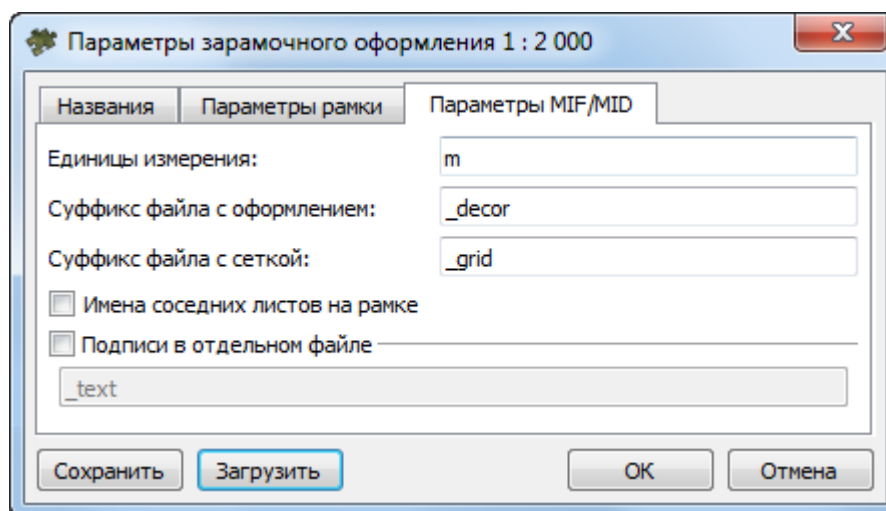 Параметры зарамочного оформления 1 : 2 000
Названия Параметры рамки Параметры MIF/MID
Единицы измерения: m
Суффикс файла с оформлением: _decor
Суффикс файла с сеткой: _grid
Имена соседних листов на рамке
Подписи в отдельном файле
_text
Сохранить Загрузить OK Отмена